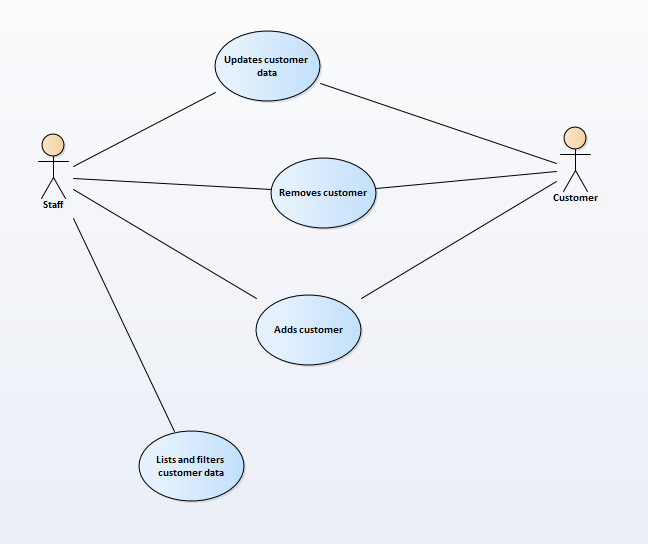 Updates customer
data
Staff
Removes customer
Customer
Adds customer
Lists and filters
customer data